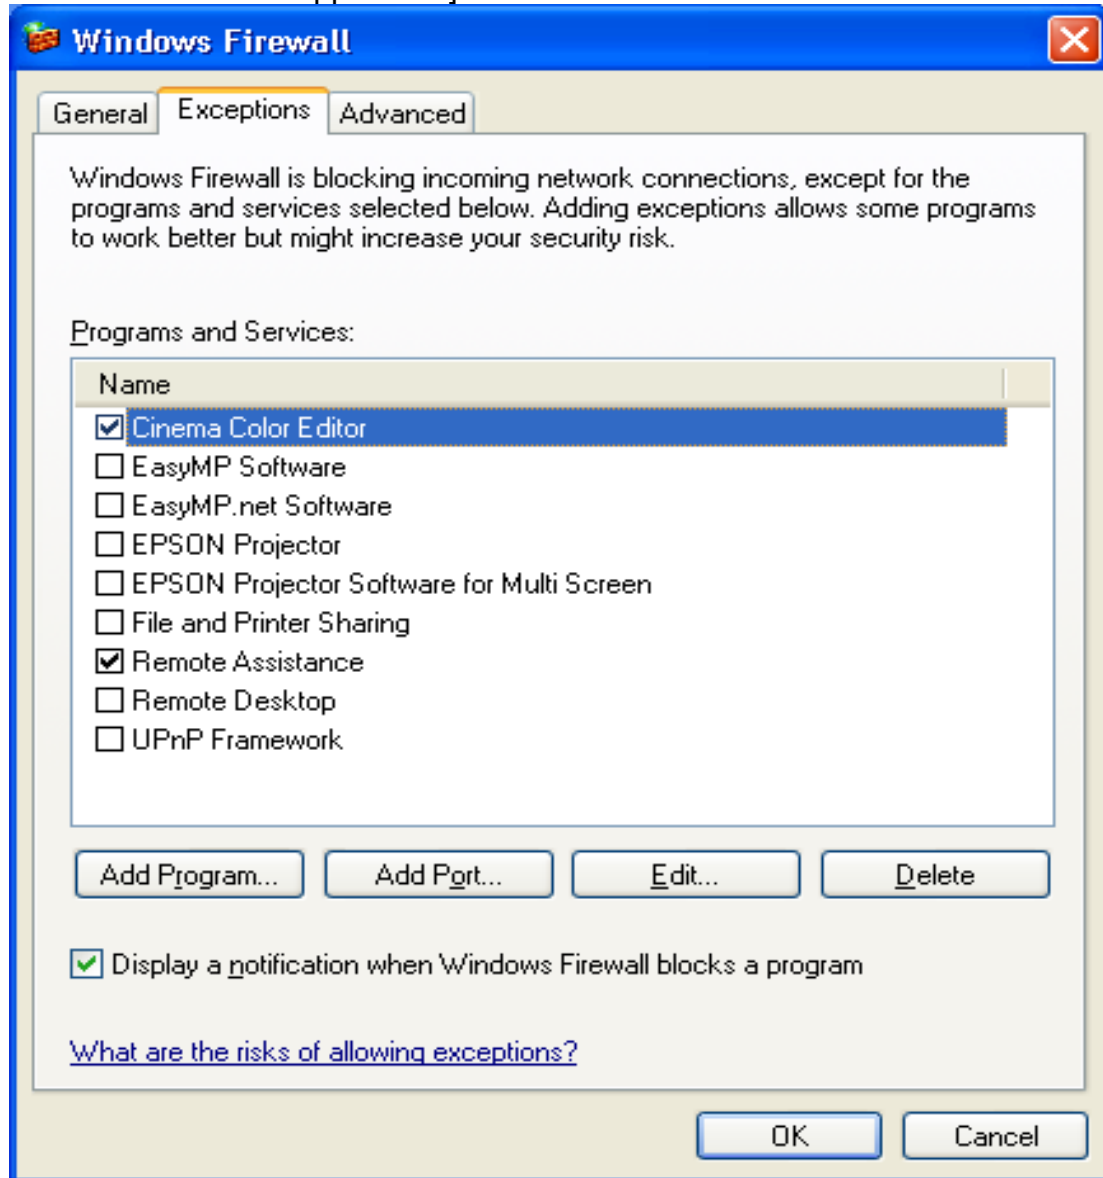 Windows Firewall
General Exceptions Advanced
Windows Firewall is blocking incoming network connections, except for the
programs and services selected below. Adding exceptions allows some programs
to work better but might increase your security risk.
Programs and Services:
Name
Cinema Color Editor
EasyMP Software
EasyMP.net Software
EPSON Projector
EPSON Projector Software for Multi Screen
File and Printer Sharing
Remote Assistance
Remote Desktop
UPnP Framework
Add Program... Add Port... Edit... Delete
Display a notification when Windows Firewall blocks a program
What are the risks of allowing exceptions?
OK Cancel